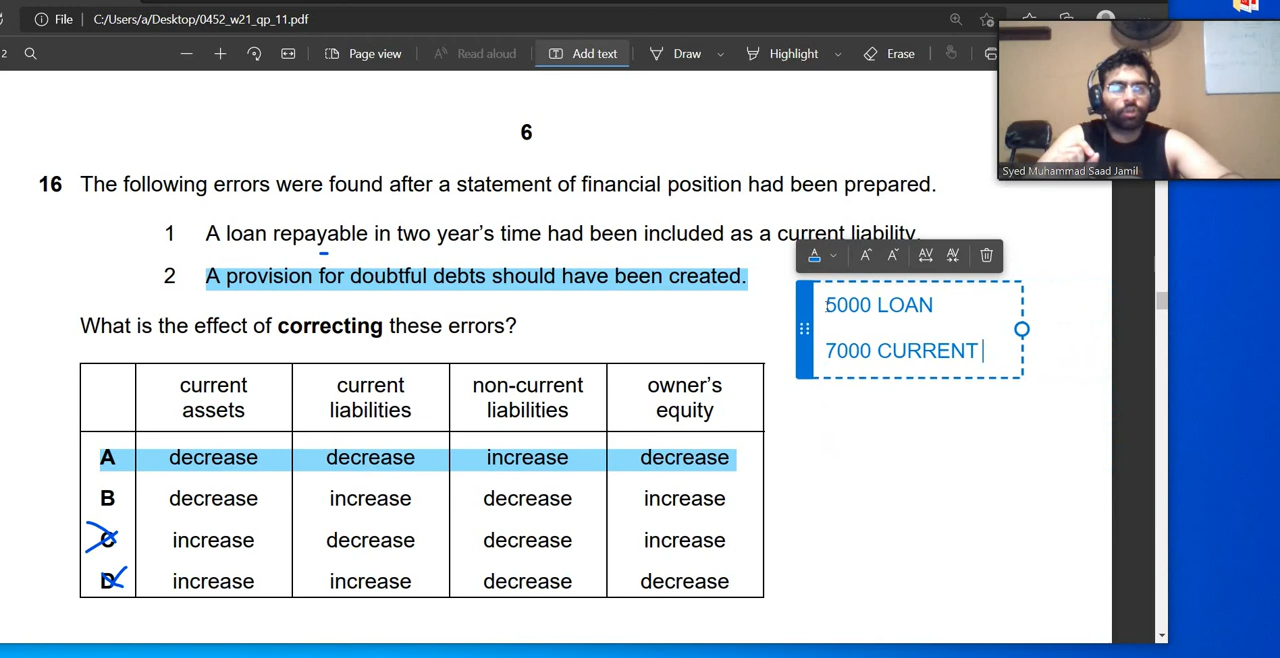 File C:/Users/a/Desktop/0452_w21_qp_11.pdf
2 Page view Read aloud Add text Draw Highlight Erase
Syed Muhammad Saad Jamil
6
16 The following errors were found after a statement of financial position had been prepared.
1 A loan repayable in two year's time had been included as a current liability.
2 A provision for doubtful debts should have been created.
5000 LOAN
7000 CURRENT
What is the effect of correcting these errors?
current assets current liabilities non-current liabilities owner's equity
A decrease decrease increase decrease
B decrease increase decrease increase
C increase decrease decrease increase
D increase increase decrease decrease